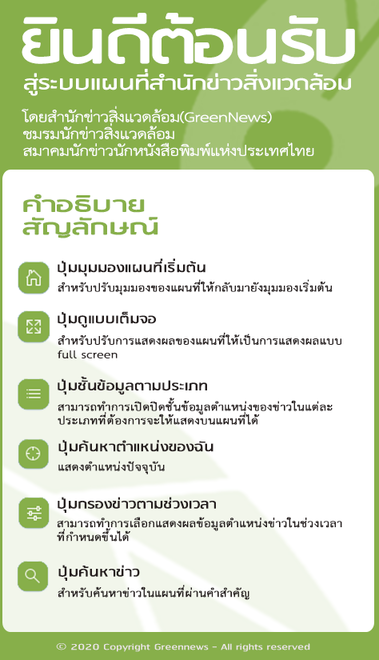 ยินดีต้อนรับ
สู่ระบบแผนที่สำนักข่าวสิ่งแวดล้อม
โดยสำนักข่าวสิ่งแวดล้อม(GreenNews)
ชมรมนักข่าวสิ่งแวดล้อม
สมาคมนักข่าวนักหนังสือพิมพ์แห่งประเทศไทย
คำอธิบาย
สัญลักษณ์
ปุ่มมุมมองแผนที่เริ่มต้น
สำหรับปรับมุมมองของแผนที่ให้กลับมายังมุมมองเริ่มต้น
ปุ่มดูแบบเต็มจอ
สำหรับปรับการแสดงผลของแผนที่ให้เป็นการแสดงผลแบบ
full screen
ปุ่มชั้นข้อมูลตามประเภท
สามารถทำการเปิดปิดชั้นข้อมูลตำแหน่งของข่าวในแต่ละ
ประเภทที่ต้องการจะให้แสดงบนแผนที่ได้
ปุ่มค้นหาตำแหน่งของฉัน
แสดงตำแหน่งปัจจุบัน
ปุ่มกรองข่าวตามช่วงเวลา
สามารถทำการเลือกแสดงผลข้อมูลตำแหน่งข่าวในช่วงเวลา
ที่กำหนดขึ้นได้
ปุ่มค้นหาข่าว
สำหรับค้นหาข่าวในแผนที่ผ่านคำสำคัญ
© 2020 Copyright Greennews - All rights reserved